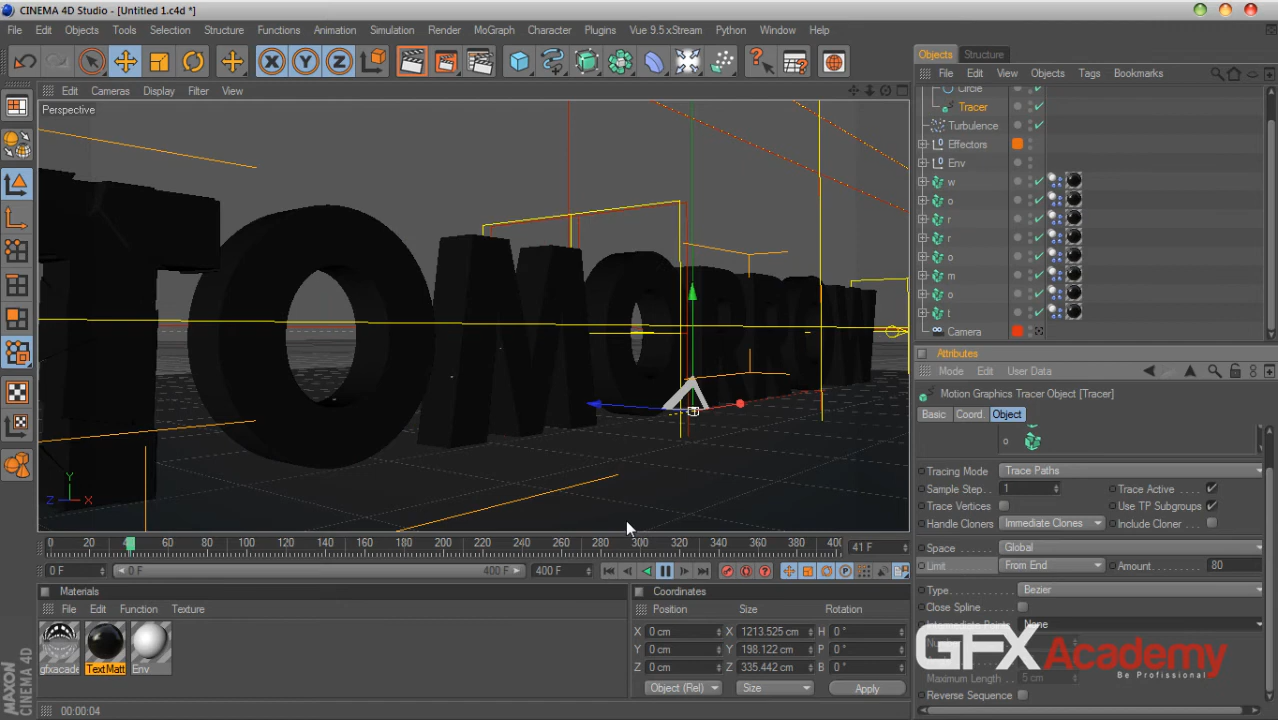 CINEMA 4D Studio - [Untitled 1.c4d *]
File Edit Objects Tools Selection Structure Functions Animation Simulation Render MoGraph Character Plugins Vue 9.5 xStream Python Window Help
Edit Cameras Display Filter View
Perspective
TOMORROW
Y
Z X
0 20 40 60 80 100 120 140 160 180 200 220 240 260 280 300 320 340 360 380 400
41 F
0 F 0 F 400 F 400 F
Materials
File Edit Function Texture
gfxacade TextMatt Env
Coordinates
Position Size Rotation
X 0 cm X 1213.525 cm H 0 °
Y 0 cm Y 198.122 cm P 0 °
Z 0 cm Z 335.442 cm B 0 °
Object (Rel) Size Apply
00:00:04
MAXON
CINEMA 4D
Objects Structure
File Edit View Objects Tags Bookmarks
Circle
Tracer
Turbulence
Effectors
Env
w
o
r
r
o
m
o
t
Camera
Attributes
Mode Edit User Data
Motion Graphics Tracer Object [Tracer]
Basic Coord. Object
o
Tracing Mode Trace Paths
Sample Step . . 1 Trace Active
Trace Vertices Use TP Subgroups
Handle Cloners Immediate Clones Include Cloner
Space Global
Limit From End Amount 80
Type Bezier
Close Spline
Intermediate Points None
Maximum Length 5 cm
Reverse Sequence
GFXAcademy
Be Profissional